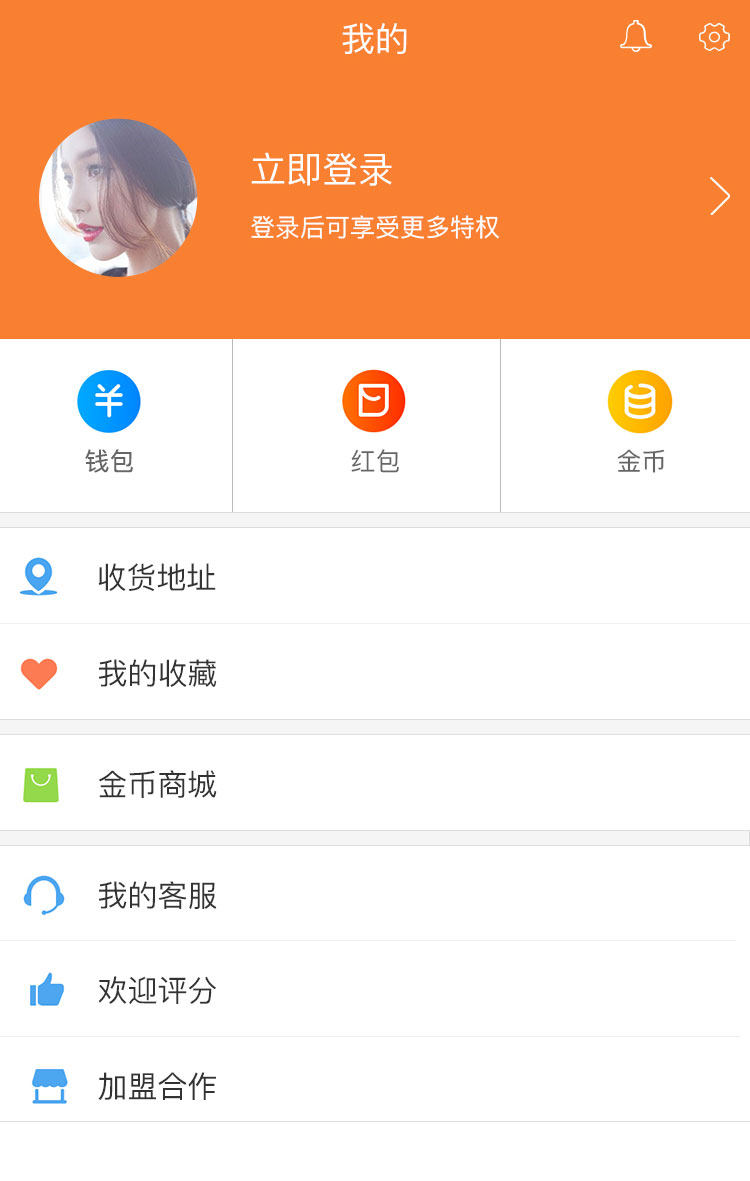 我的
立即登录
登录后可享受更多特权
钱包
红包
金币
收货地址
我的收藏
金币商城
我的客服
欢迎评分
加盟合作